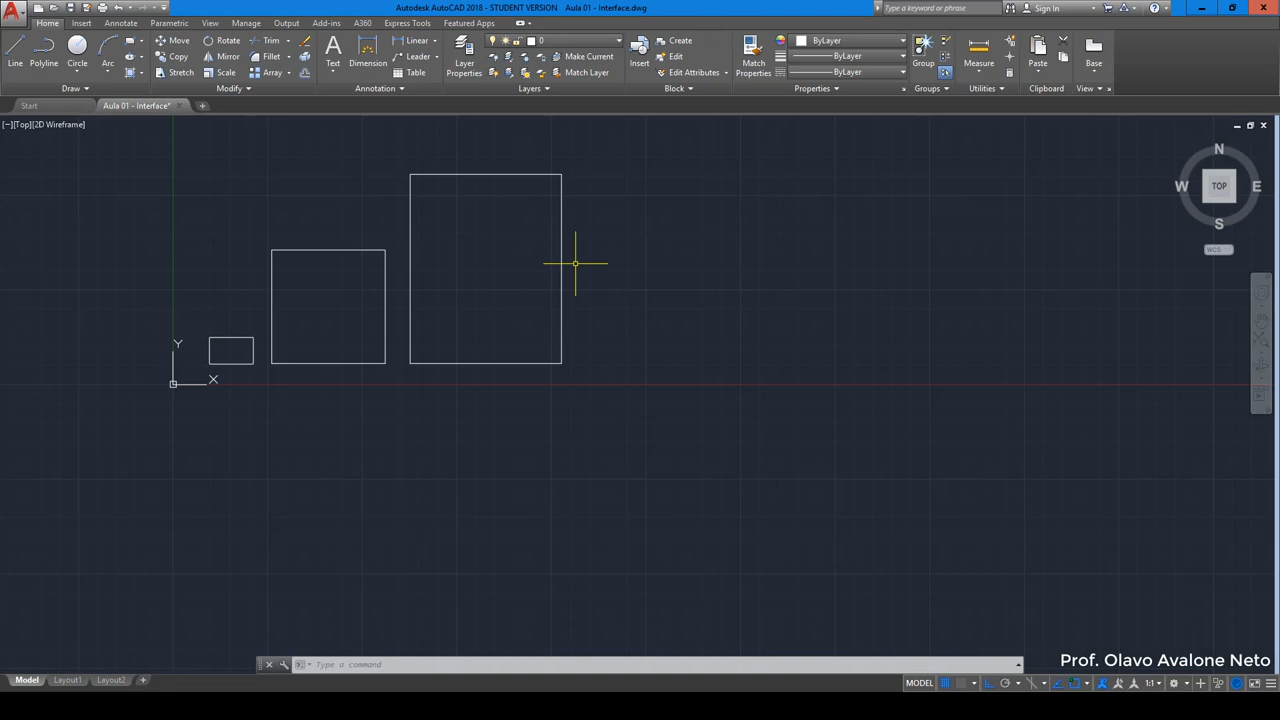 Autodesk AutoCAD 2018 - STUDENT VERSION Aula 01 - Interface.dwg
Type a keyword or phrase
Sign In
Home Insert Annotate Parametric View Manage Output Add-ins A360 Express Tools Featured Apps
Line
Polyline
Circle
Arc
Move
Rotate
Trim
Copy
Mirror
Fillet
Stretch
Scale
Array
Text
Dimension
Linear
Leader
Table
Layer
Properties
0
Make Current
Match Layer
Insert
Create
Edit
Edit Attributes
Match
Properties
ByLayer
ByLayer
ByLayer
Group
Measure
Paste
Base
Draw
Modify
Annotation
Layers
Block
Properties
Groups
Utilities
Clipboard
View
Start
Aula 01 - Interface*
[−][Top][2D Wireframe]
N
W
TOP
E
S
WCS
Y
X
Type a command
Prof. Olavo Avalone Neto
Model Layout1 Layout2
MODEL
1:1